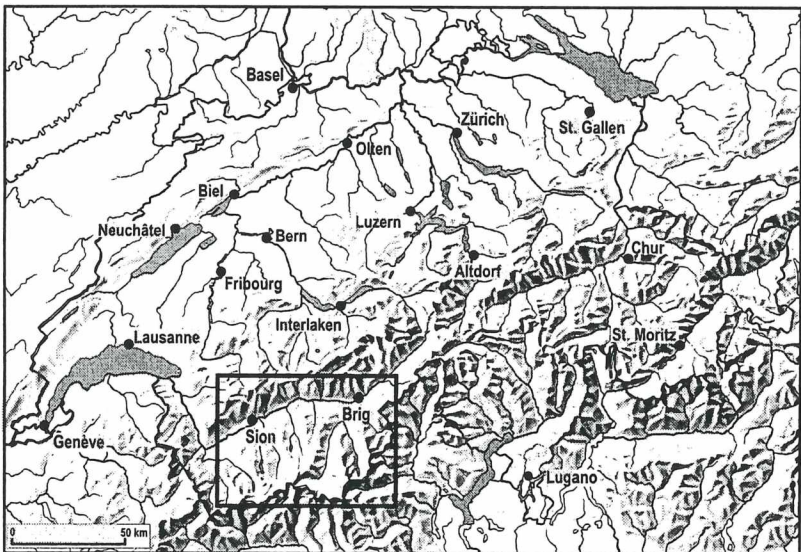 Basel
Zürich
St. Gallen
Olten
Biel
Luzern
Neuchâtel
Bern
Altdorf
Chur
Fribourg
Interlaken
Lausanne
St. Moritz
Brig
Sion
Genève
Lugano
0 50 km